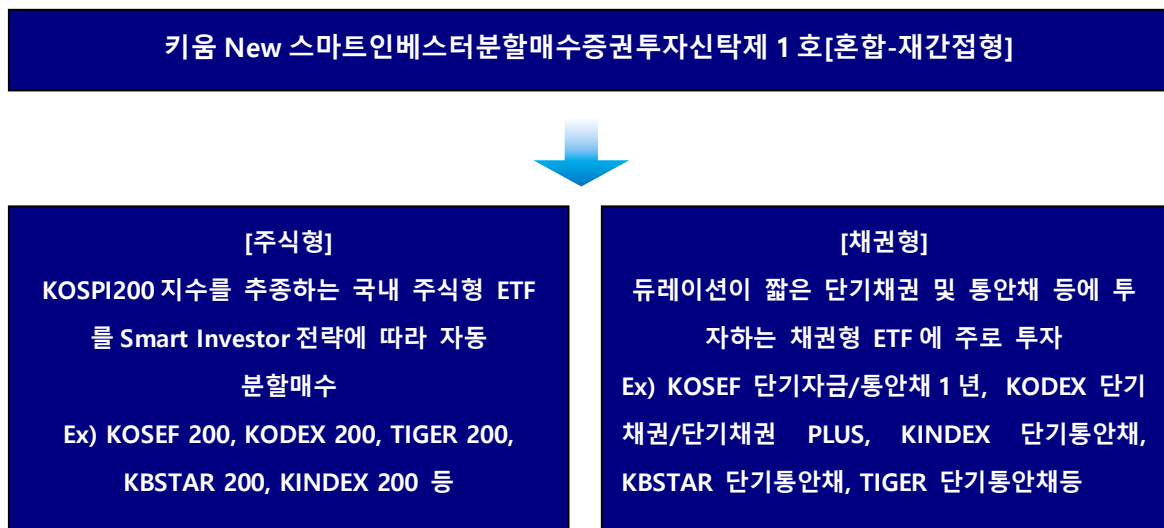 키움 New 스마트인베스터분할매수증권투자신탁제 1 호[혼합-재간접형]
[주식형]
KOSPI200 지수를 추종하는 국내 주식형 ETF
를 Smart Investor 전략에 따라 자동
분할매수
Ex) KOSEF 200, KODEX 200, TIGER 200,
KBSTAR 200, KINDEX 200 등
[채권형]
듀레이션이 짧은 단기채권 및 통안채 등에 투
자하는 채권형 ETF 에 주로 투자
Ex) KOSEF 단기자금/통안채 1 년, KODEX 단기
채권/단기채권 PLUS, KINDEX 단기통안채,
KBSTAR 단기통안채, TIGER 단기통안채등